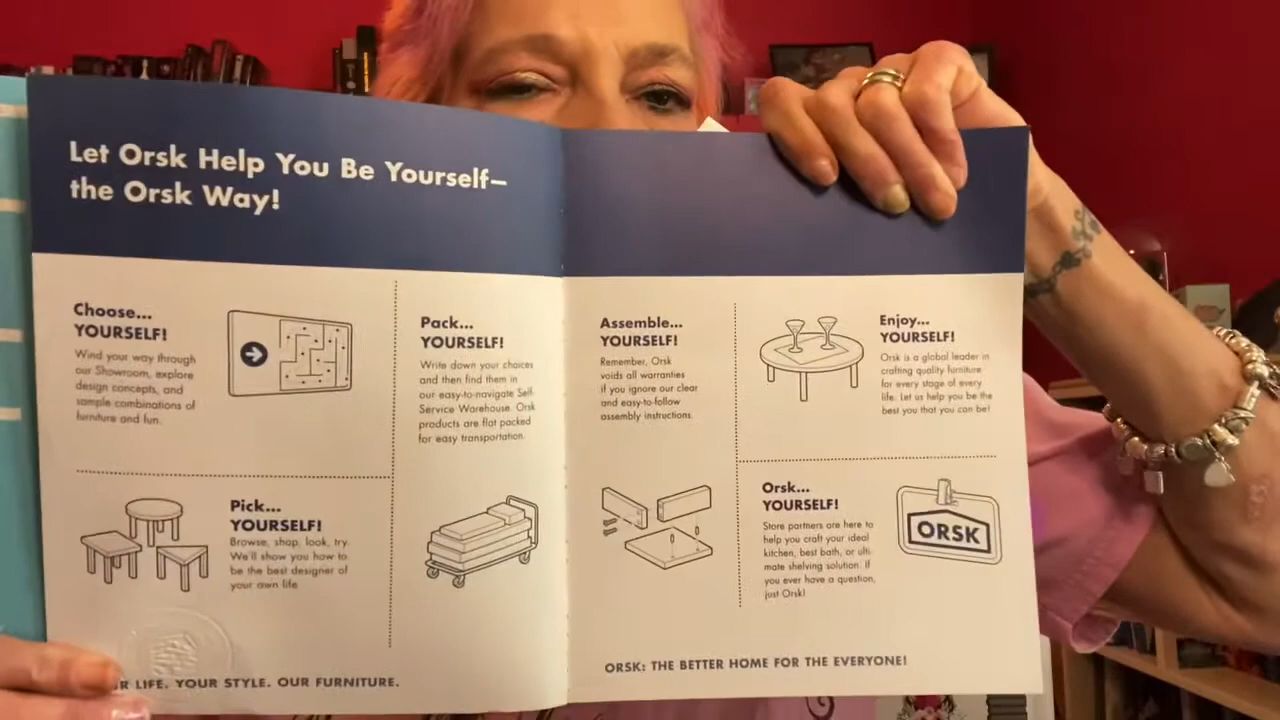 Let Orsk Help You Be Yourself–
the Orsk Way!
Choose...
YOURSELF!
Wind your way through
our Showroom, explore
design concepts, and
sample combinations of
furniture and fun.
Pick...
YOURSELF!
Browse, shop, look, try.
We'll show you how to
be the best designer of
your own life.
Pack...
YOURSELF!
Write down your choices
and then find them in
our easy-to-navigate Self-
Service Warehouse. Orsk
products are flat packed
for easy transportation.
R LIFE. YOUR STYLE. OUR FURNITURE.
Assemble...
YOURSELF!
Remember, Orsk
voids all warranties
if you ignore our clear
and easy-to-follow
assembly instructions.
Enjoy...
YOURSELF!
Orsk is a global leader in
crafting quality furniture
for every stage of every
life. Let us help you be the
best you that you can be!
Orsk...
YOURSELF!
Store partners are here to
help you craft your ideal
kitchen, best bath, or ulti-
mate shelving solution. If
you ever have a question,
just Orsk!
ORSK
ORSK: THE BETTER HOME FOR THE EVERYONE!